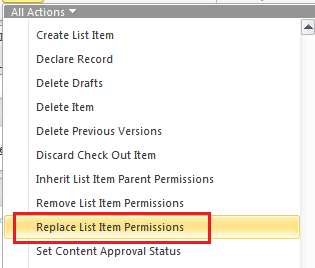 All Actions
Create List Item
Declare Record
Delete Drafts
Delete Item
Delete Previous Versions
Discard Check Out Item
Inherit List Item Parent Permissions
Remove List Item Permissions
Replace List Item Permissions
Set Content Approval Status